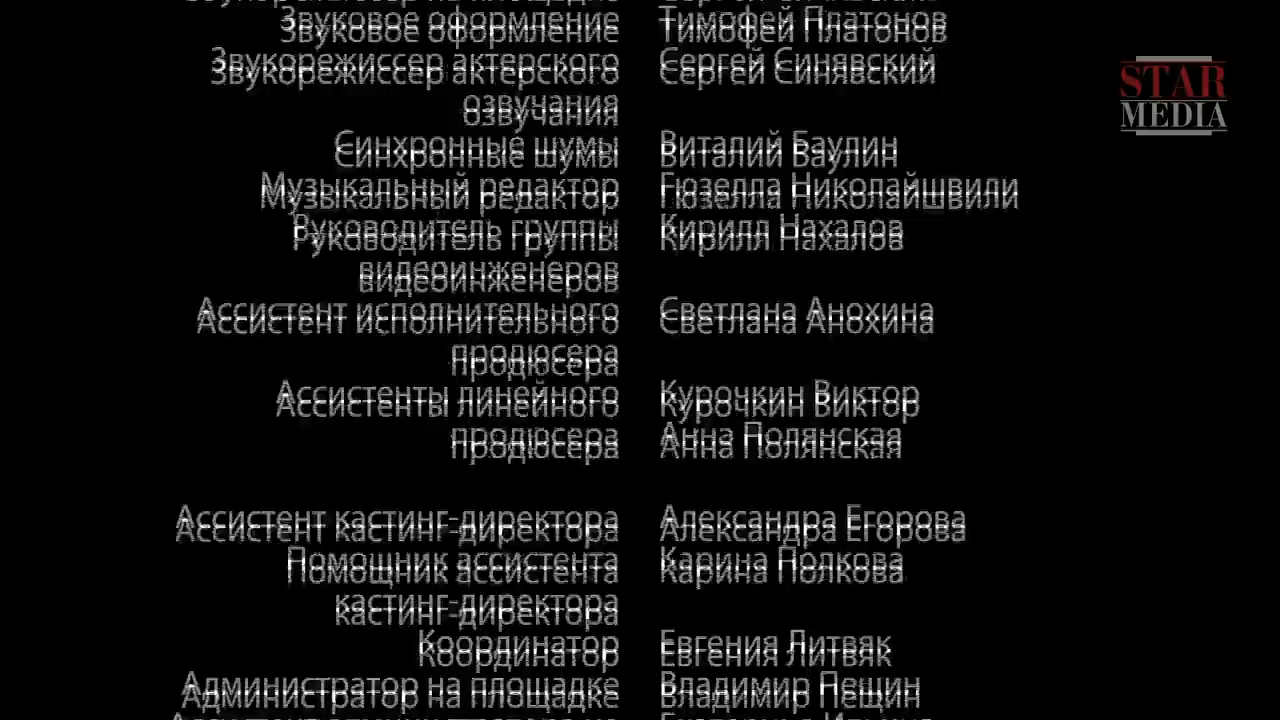 Звуковое оформление Тимофей Платонов
STAR
Звукорежиссер актерского Сергей Синявский
MEDIA
озвучания
Синхронные шумы Виталий Ваулин
Музыкальный редактор Гюзелла Николайшвили
Руководитель группы Кирилл Нахалов
видеоинженеров
Ассистент исполнительного Светлана Анохина
продюсера
Ассистенты линейного Курочкин Виктор
продюсера Анна Полянская
Ассистент кастинг-директора Александра Егорова
Помощник ассистента Карина Полкова
кастинг-директора
Координатор Евгения Литвяк
Администратор на площадке Владимир Пещин